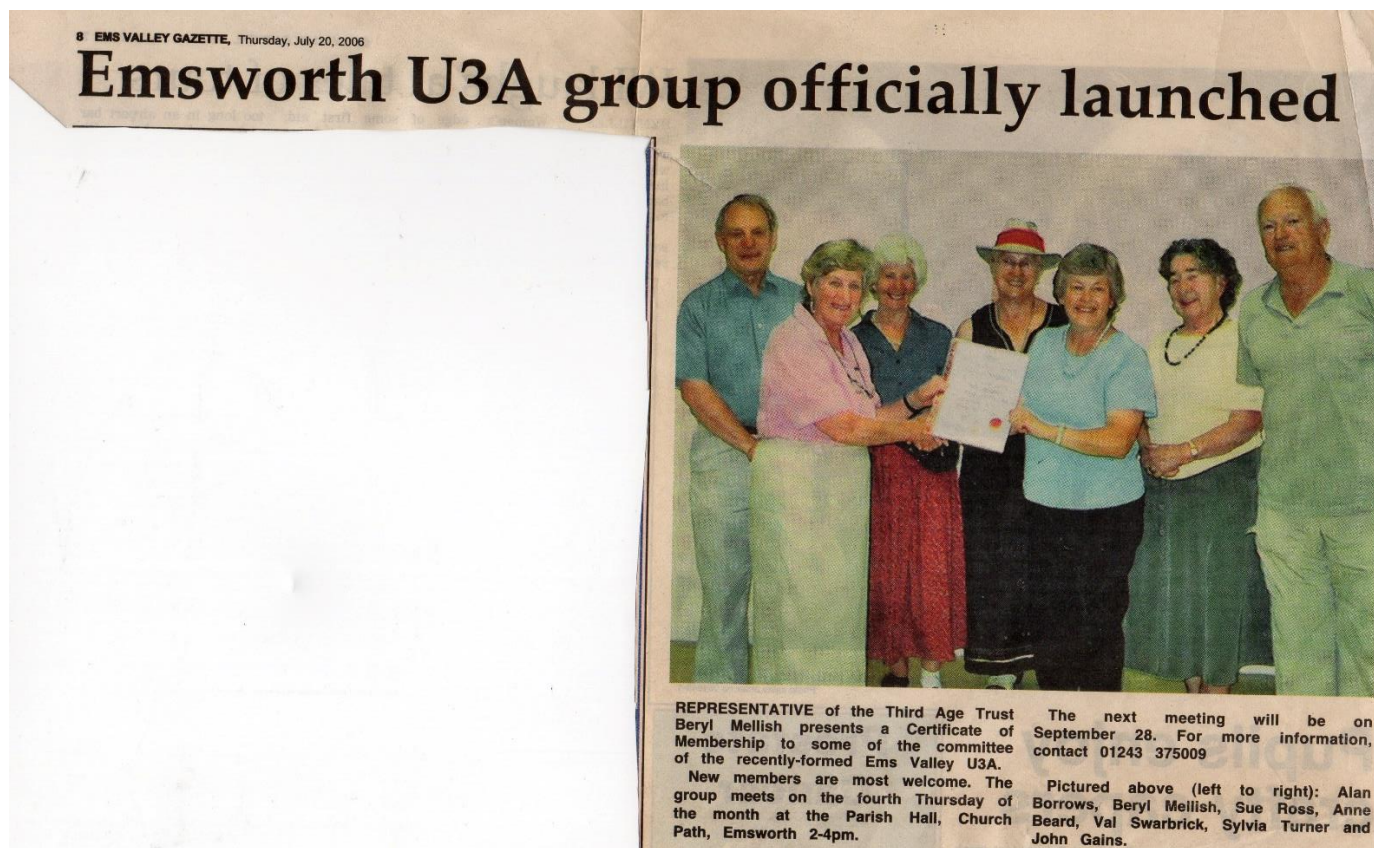 8 EMS VALLEY GAZETTE, Thursday, July 20, 2006
Emsworth U3A group officially launched
REPRESENTATIVE of the Third Age Trust
Beryl Mellish presents a Certificate of
Membership to some of the committee
of the recently-formed Ems Valley U3A.
New members are most welcome. The
group meets on the fourth Thursday of
the month at the Parish Hall, Church
Path, Emsworth 2-4pm.
The next meeting will be on
September 28. For more information,
contact 01243 375009
Pictured above (left to right): Alan
Borrows, Beryl Mellish, Sue Ross, Anne
Beard, Val Swarbrick, Sylvia Turner and
John Gains.